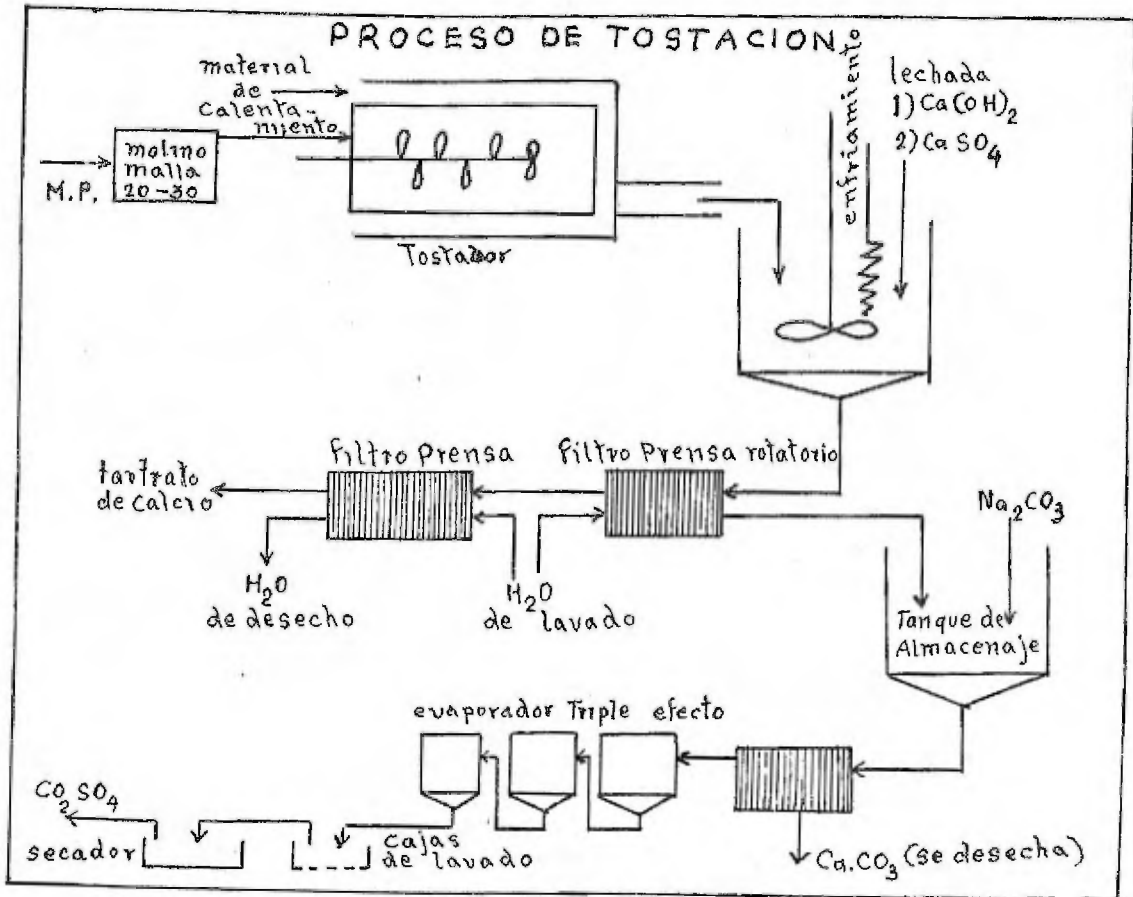 PROCESO DE TOSTACION
material
de
calenta-
miento
molino
malla
20-30
M.P.
Tostador
enfriamiento
lechada
1) Ca(OH)2
2) CaSO4
filtro Prensa
filtro Prensa rotatorio
tartrato
de calcio
H2O
de desecho
H2O
de lavado
Na2CO3
Tanque de
Almacenaje
evaporador Triple efecto
CO2SO4
secador
cajas
de lavado
Ca.CO3 (se desecha)